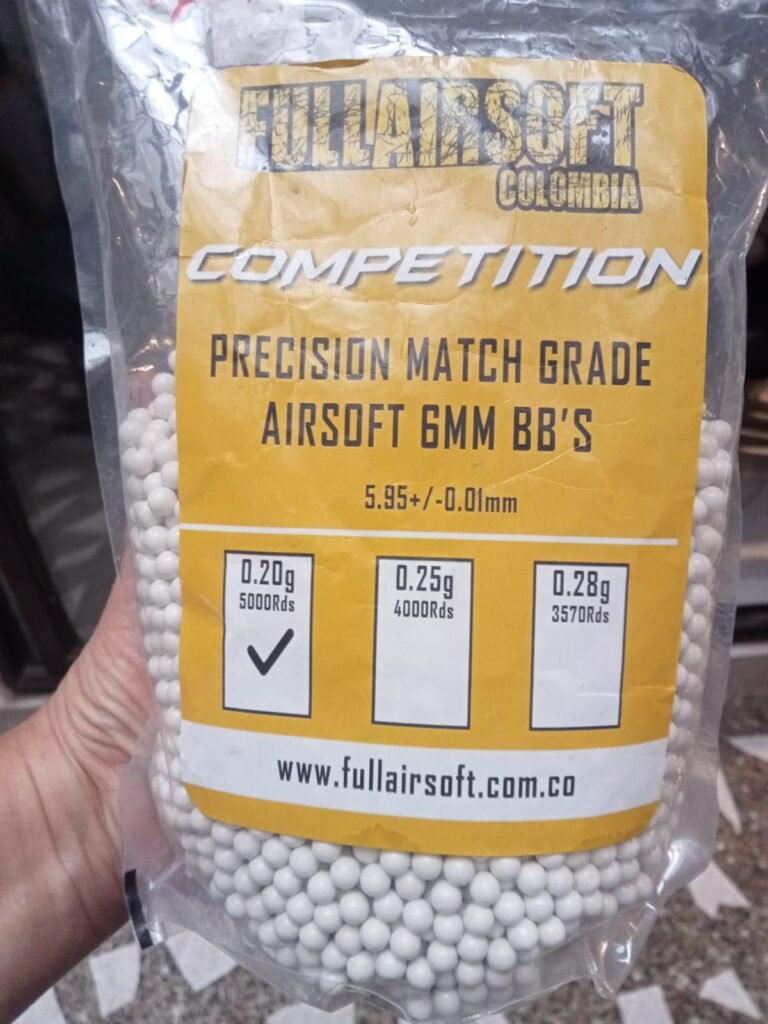 FULLAIRSOFT
COLOMBIA
COMPETITION
PRECISION MATCH GRADE
AIRSOFT 6MM BB'S
5.95+/-0.01mm
0.20g 0.25g 0.28g
5000Rds 4000Rds 3570Rds
www.fullairsoft.com.co